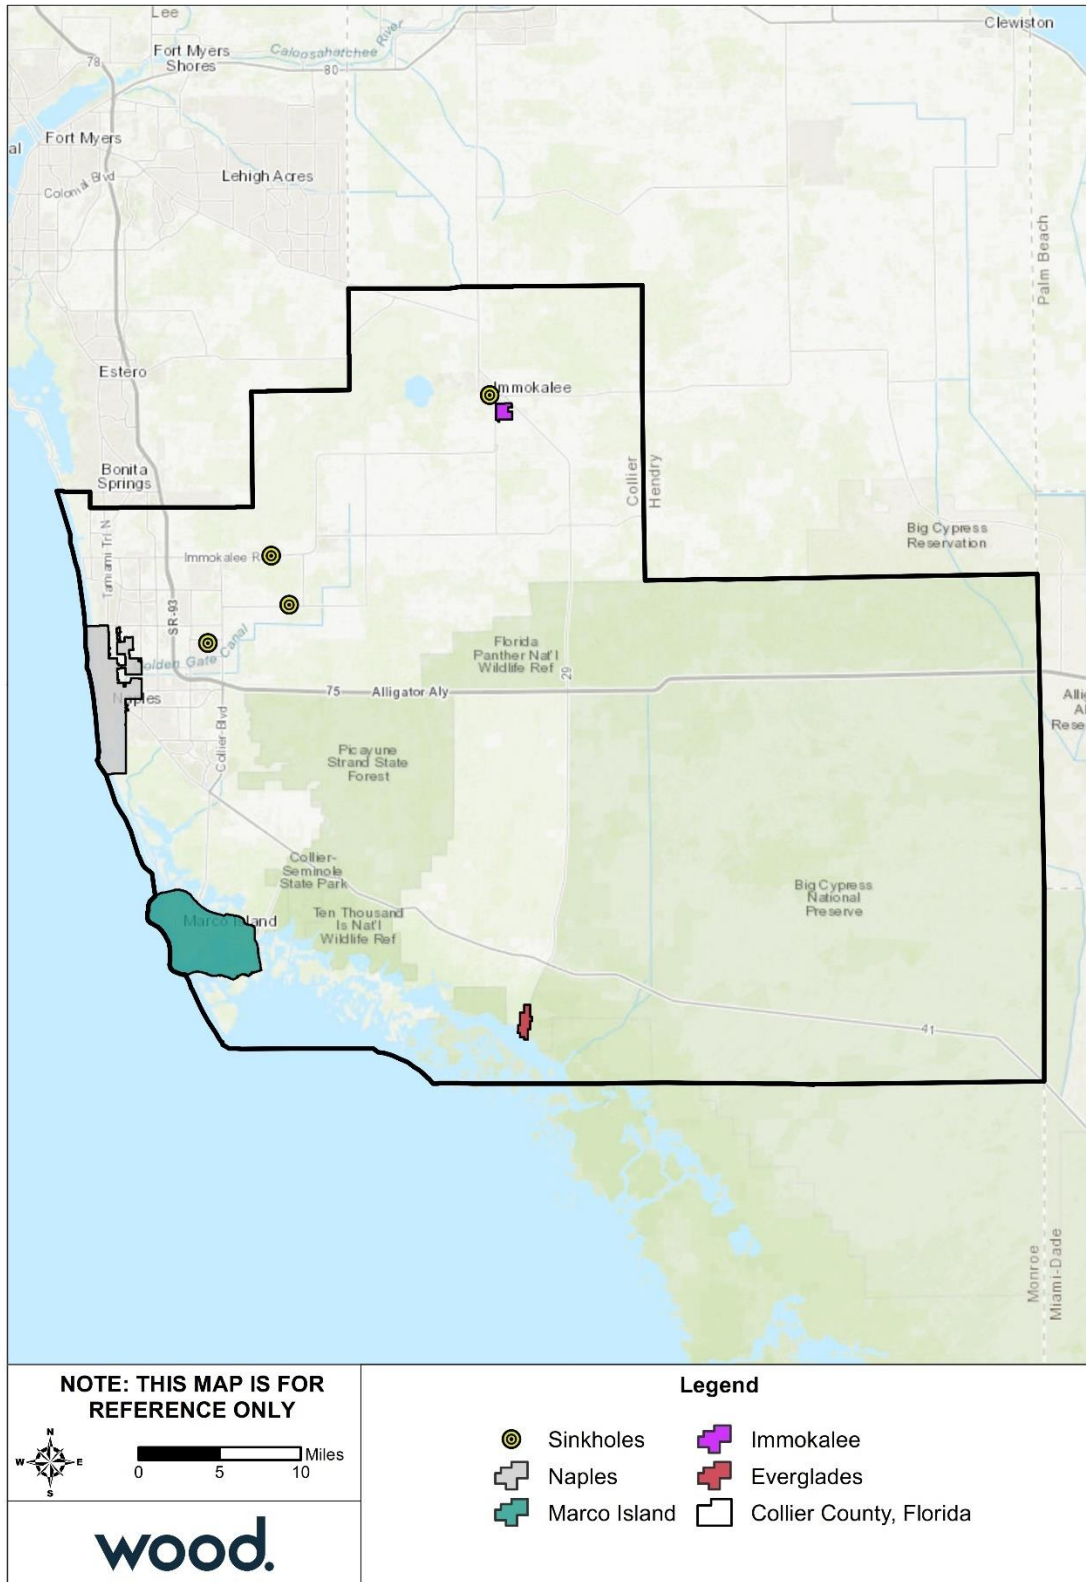 Lee
Clewiston
Fort Myers
Shores
Caloosahatchee
River
78
80
Fort Myers
al
Colonial Blvd
Lehigh Acres
Palm Beach
Estero
Immokalee
Bonita
Springs
Collier
Hendry
Big Cypress
Reservation
Tamiami Trl N
Immokalee R
SR-93
Golden Gate Canal
Florida
Panther Nat'l
Wildlife Ref
29
75
Alligator Aly
Naples
Collier-Blvd
Picayune
Strand State
Forest
Collier-
Seminole
State Park
Big Cypress
National
Preserve
Marco Island
Ten Thousand
Is Nat'l
Wildlife Ref
41
Monroe
Miami-Dade
NOTE: THIS MAP IS FOR
REFERENCE ONLY
N
W E
S
Miles
0 5 10
wood.
Legend
Sinkholes
Naples
Marco Island
Immokalee
Everglades
Collier County, Florida